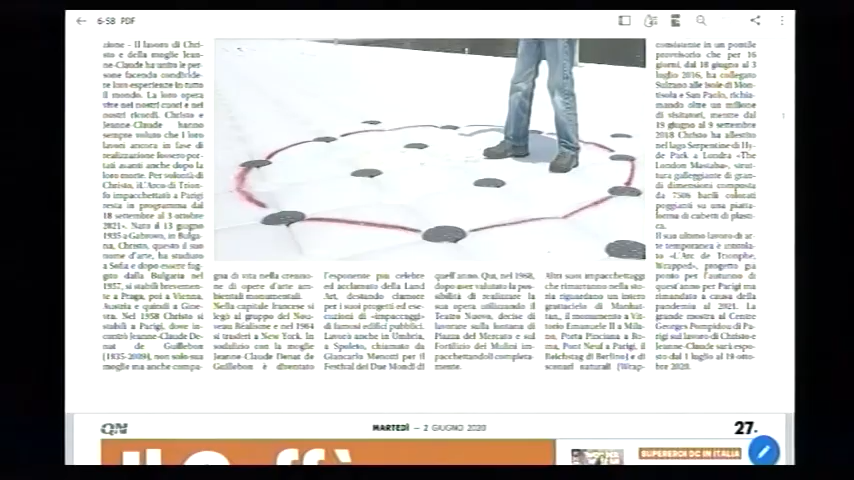 6-58 PDF
zione - Il lavoro di Chri-
sto e della moglie Jean-
ne-Claude ha unito le per-
sone facendo condivide-
re loro esperienze in tutto
il mondo. La loro opera
vive nei nostri cuori e nei
nostri ricordi. Christo e
Jeanne-Claude hanno
sempre voluto che i loro
lavori ancora in fase di
realizzazione fossero por-
tati avanti anche dopo la
loro morte. Per volontà di
Christo, «L'Arco di Trion-
fo impacchettato» a Parigi
resta in programma dal
18 settembre al 3 ottobre
2021». Nato il 13 giugno
1935 a Gabrovo, in Bulga-
ria, Christo, questo il suo
nome d'arte, ha studiato
a Sofia e dopo essere fug-
gito dalla Bulgaria nel
1957, si stabilì brevemen-
te a Praga, poi a Vienna,
Austria e quindi a Gine-
vra. Nel 1958 Christo si
stabilì a Parigi, dove in-
contrò Jeanne-Claude De-
nat de Guillebon
(1935-2009), non solo sua
moglie ma anche compa-
gna di vita nella creazio-
ne di opere d'arte am-
bientali monumentali.
Nella capitale francese si
legò al gruppo del Nou-
veau Réalisme e nel 1964
si trasferì a New York. In
sodalizio con la moglie
Jeanne-Claude Denat de
Guillebon è diventato
l'esponente più celebre
ed acclamato della Land
Art, destando clamore
per i suoi progetti ed ese-
cuzioni di «impaccaggi»
di famosi edifici pubblici.
Lavorò anche in Umbria,
a Spoleto, chiamato da
Giancarlo Menotti per il
Festival dei Due Mondi di
quell'anno. Qui, nel 1968,
dopo aver valutato la pos-
sibilità di realizzare la
sua opera utilizzando il
Teatro Nuovo, decise di
lavorare sulla fontana di
Piazza del Mercato e sul
Fortilizio dei Mulini im-
pacchettandoli completa-
mente.
Altri suoi impacchettaggi
che rimarranno nella sto-
ria riguardano un intero
grattacielo di Manhat-
tan, il monumento a Vit-
torio Emanuele II a Mila-
no, Porta Pinciana a Ro-
ma, Pont Neuf a Parigi, il
Reichstag di Berlino) e di
scenari naturali (Wrap-
consistente in un pontile
provvisorio che per 16
giorni, dal 18 giugno al 3
luglio 2016, ha collegato
Sulzano alle isole di Mon-
tisola e San Paolo, richia-
mando oltre un milione
di visitatori, mentre dal
19 giugno al 9 settembre
2018 Christo ha allestito
nel lago Serpentine di Hy-
de Park a Londra «The
London Mastaba», strut-
tura galleggiante di gran-
di dimensioni composta
da 7506 barili colorati
poggianti su una piatta-
forma di cubetti di plasti-
ca.
Il suo ultimo lavoro di ar-
te temporanea è intitola-
to «L'Arc de Triomphe,
Wrapped», progetto già
pronto per l'autunno di
quest'anno per Parigi ma
rimandato a causa della
pandemia al 2021. La
grande mostra al Centre
Georges Pompidou di Pa-
rigi sul lavoro di Christo e
Jeanne-Claude sarà espo-
sto dal 1 luglio al 19 otto-
bre 2020.
QN
MARTEDÌ — 2 GIUGNO 2020
27
SUPEREROI DC IN ITALIA